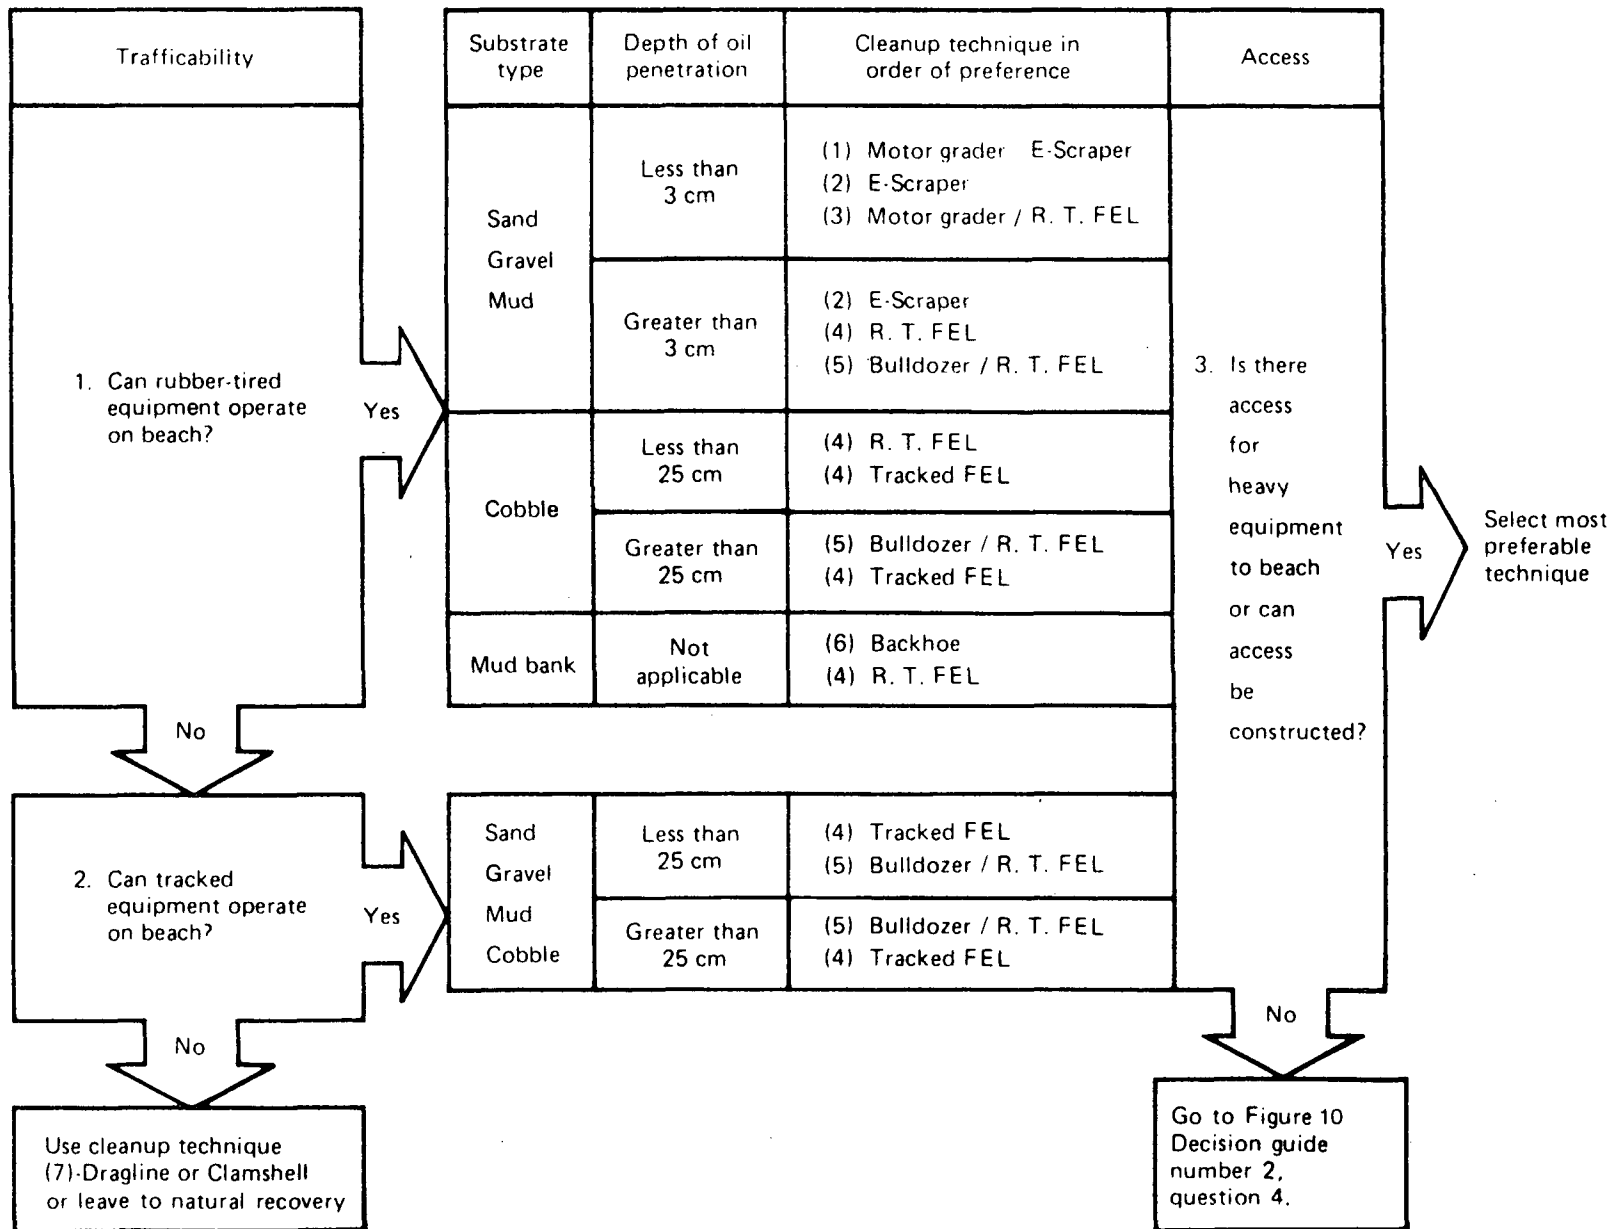 Trafficability
Substrate
type
Depth of oil
penetration
Cleanup technique in
order of preference
Access
1. Can rubber-tired
equipment operate
on beach?
Yes
Sand
Gravel
Mud
Less than
3 cm
(1) Motor grader E-Scraper
(2) E-Scraper
(3) Motor grader / R. T. FEL
Greater than
3 cm
(2) E-Scraper
(4) R. T. FEL
(5) Bulldozer / R. T. FEL
Cobble
Less than
25 cm
(4) R. T. FEL
(4) Tracked FEL
Greater than
25 cm
(5) Bulldozer / R. T. FEL
(4) Tracked FEL
Mud bank
Not
applicable
(6) Backhoe
(4) R. T. FEL
3. Is there
access
for
heavy
equipment
to beach
or can
access
be
constructed?
Yes
Select most
preferable
technique
No
2. Can tracked
equipment operate
on beach?
Yes
Sand
Gravel
Mud
Cobble
Less than
25 cm
(4) Tracked FEL
(5) Bulldozer / R. T. FEL
Greater than
25 cm
(5) Bulldozer / R. T. FEL
(4) Tracked FEL
No
No
Use cleanup technique
(7)-Dragline or Clamshell
or leave to natural recovery
Go to Figure 10
Decision guide
number 2,
question 4.